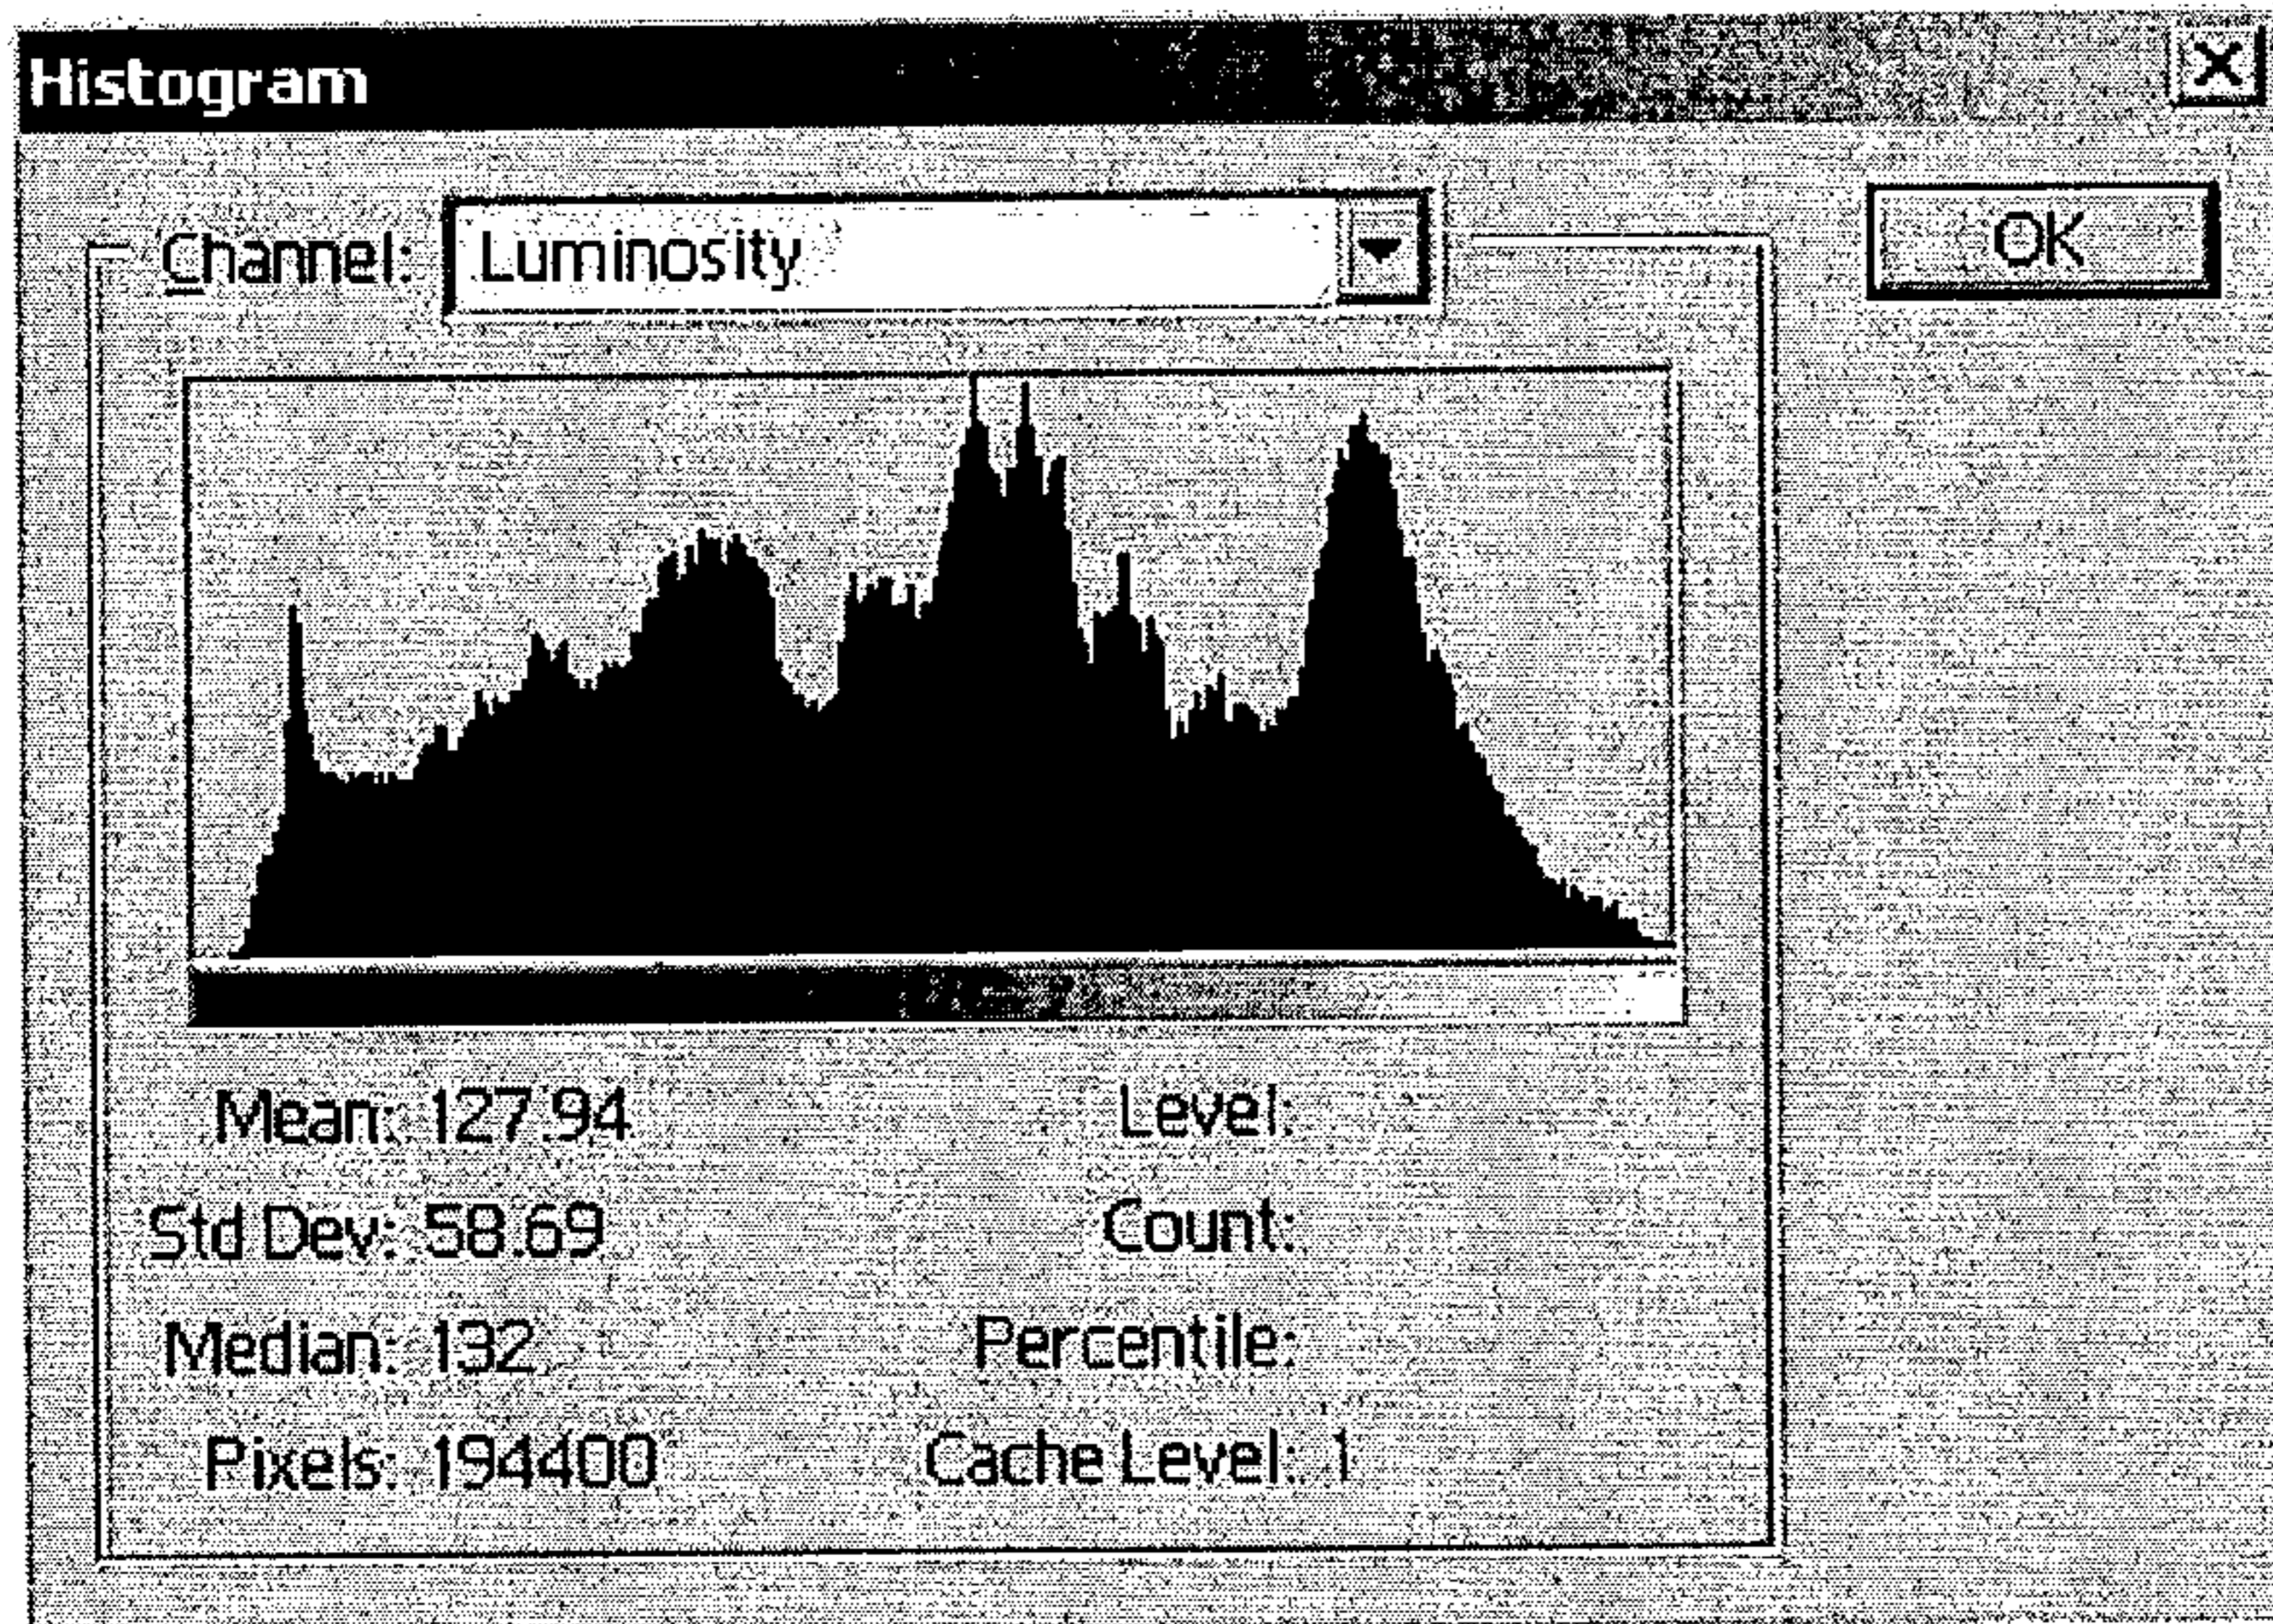 Histogram
Channel: Luminosity
OK
Mean: 127.94 Level:
Std Dev: 58.69 Count:
Median: 132 Percentile:
Pixels: 194400 Cache Level: 1